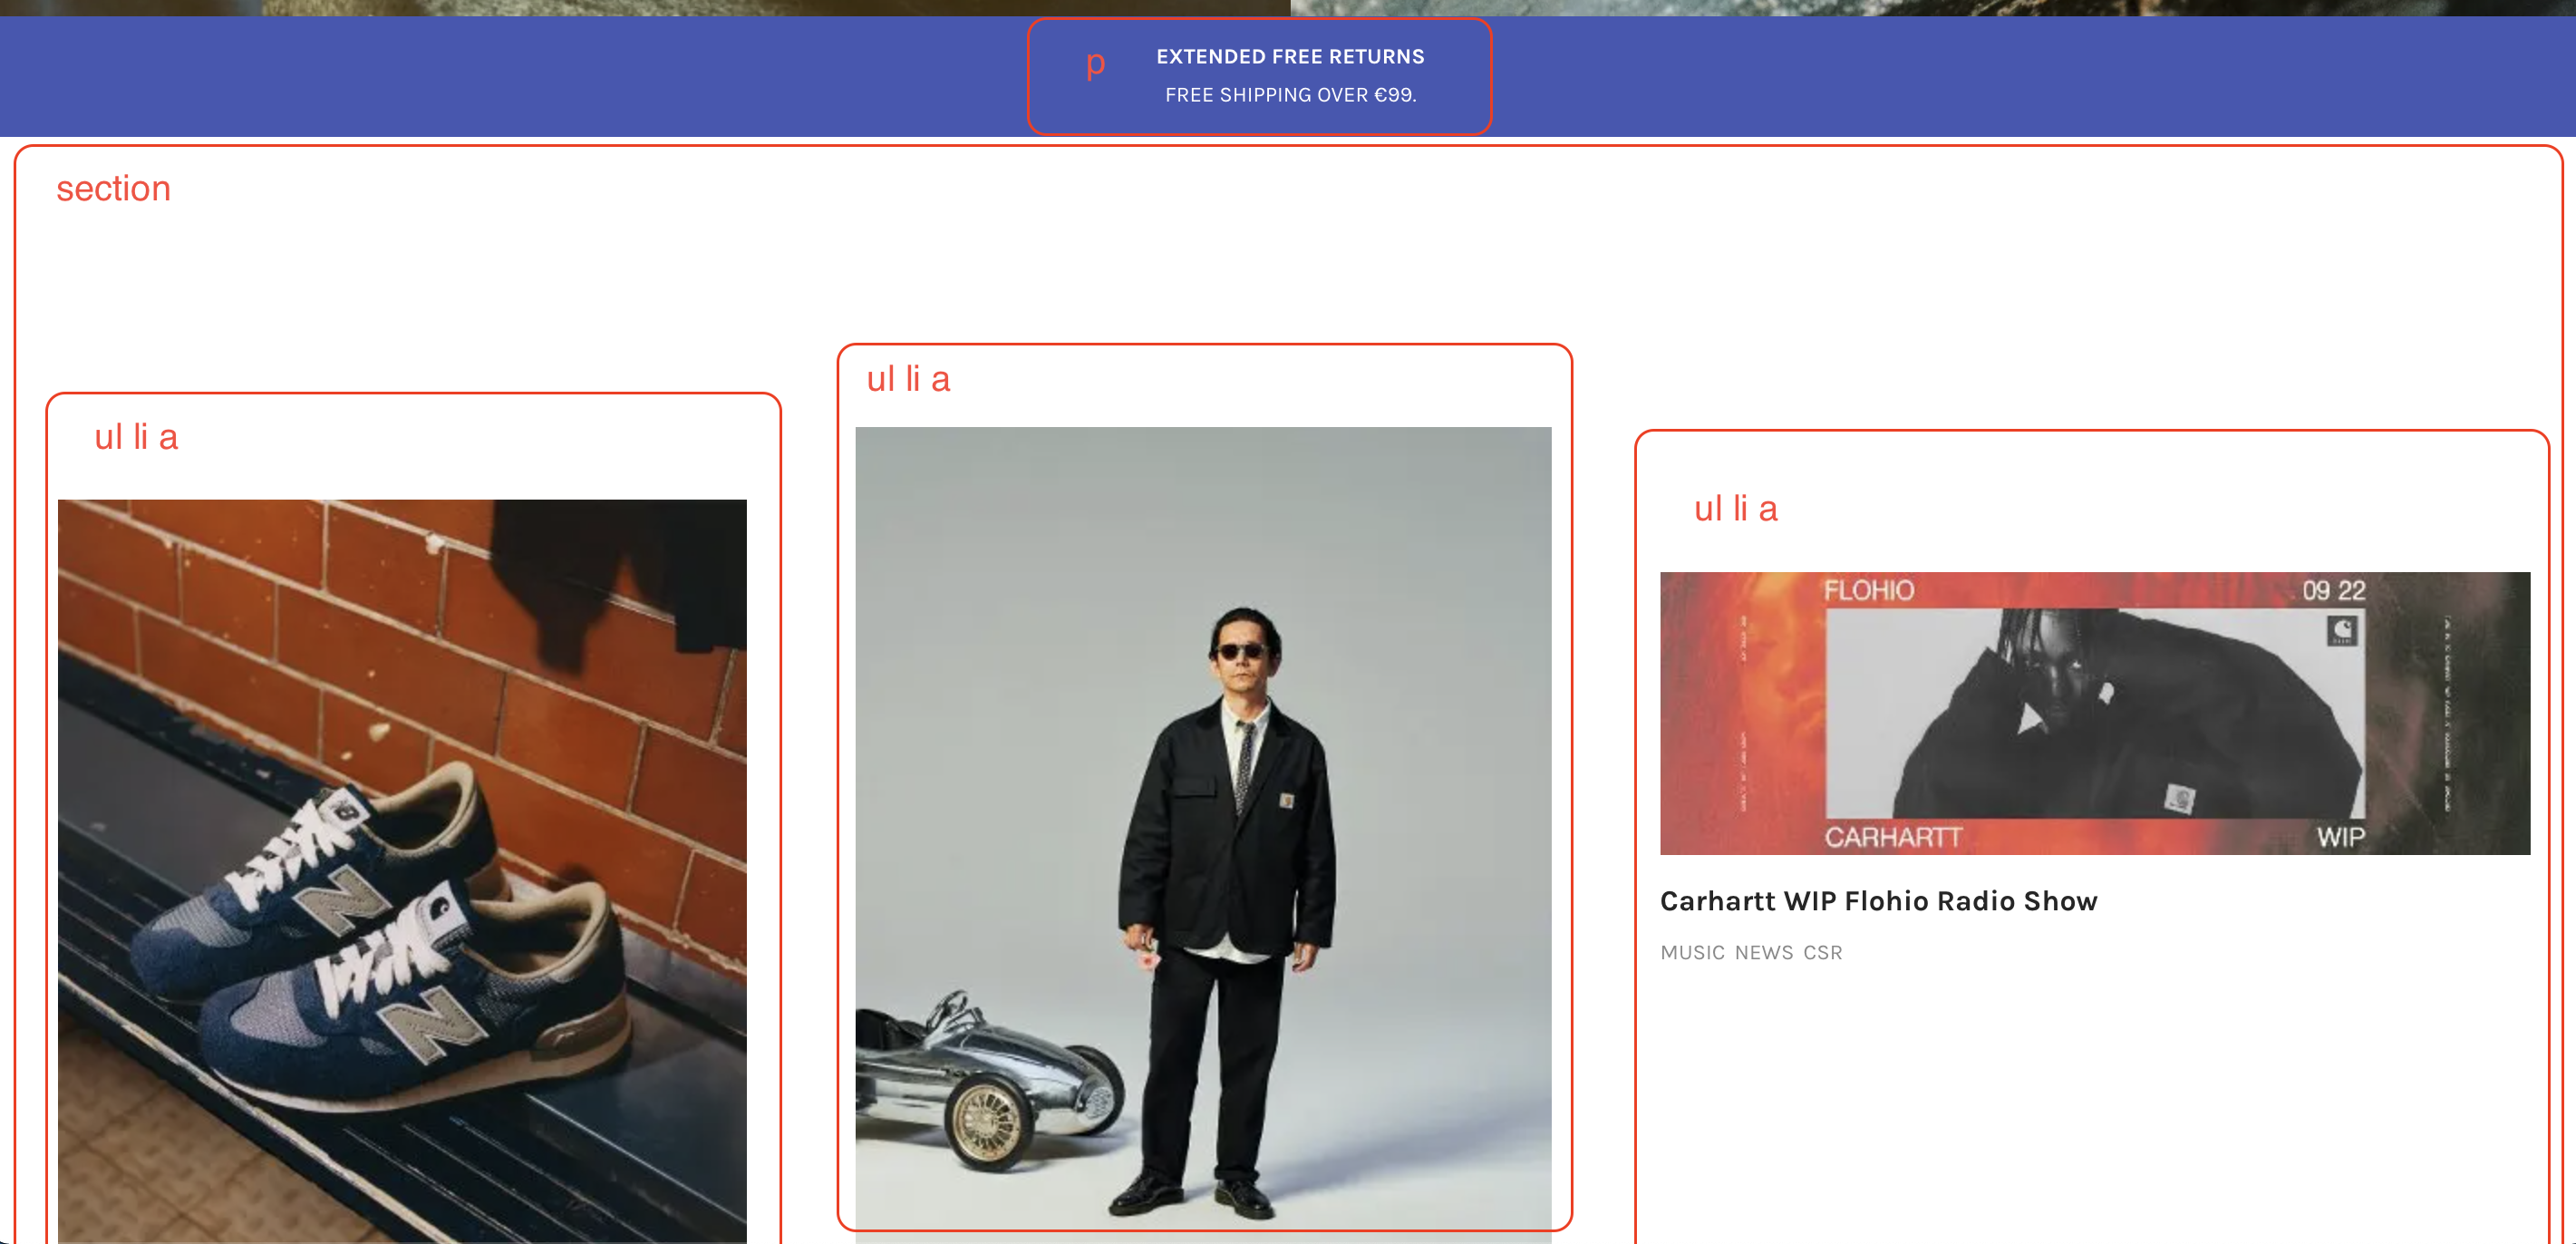 p
EXTENDED FREE RETURNS
FREE SHIPPING OVER €99.
section
ul li a
ul li a
ul li a
FLOHIO
09 22
CARHARTT
WIP
Carhartt WIP Flohio Radio Show
MUSIC NEWS CSR
N
N